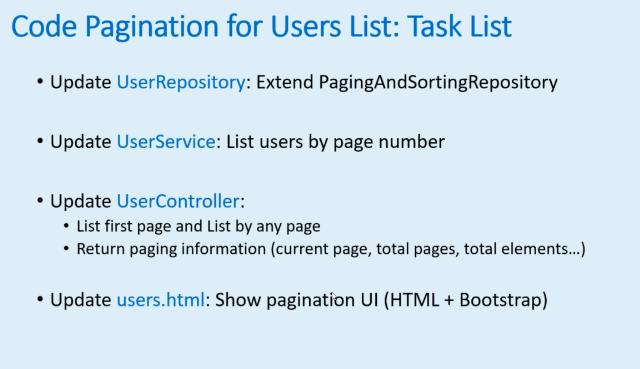 Code Pagination for Users List: Task List
• Update UserRepository: Extend PagingAndSortingRepository
• Update UserService: List users by page number
• Update UserController:
• List first page and List by any page
• Return paging information (current page, total pages, total elements…)
• Update users.html: Show pagination UI (HTML + Bootstrap)